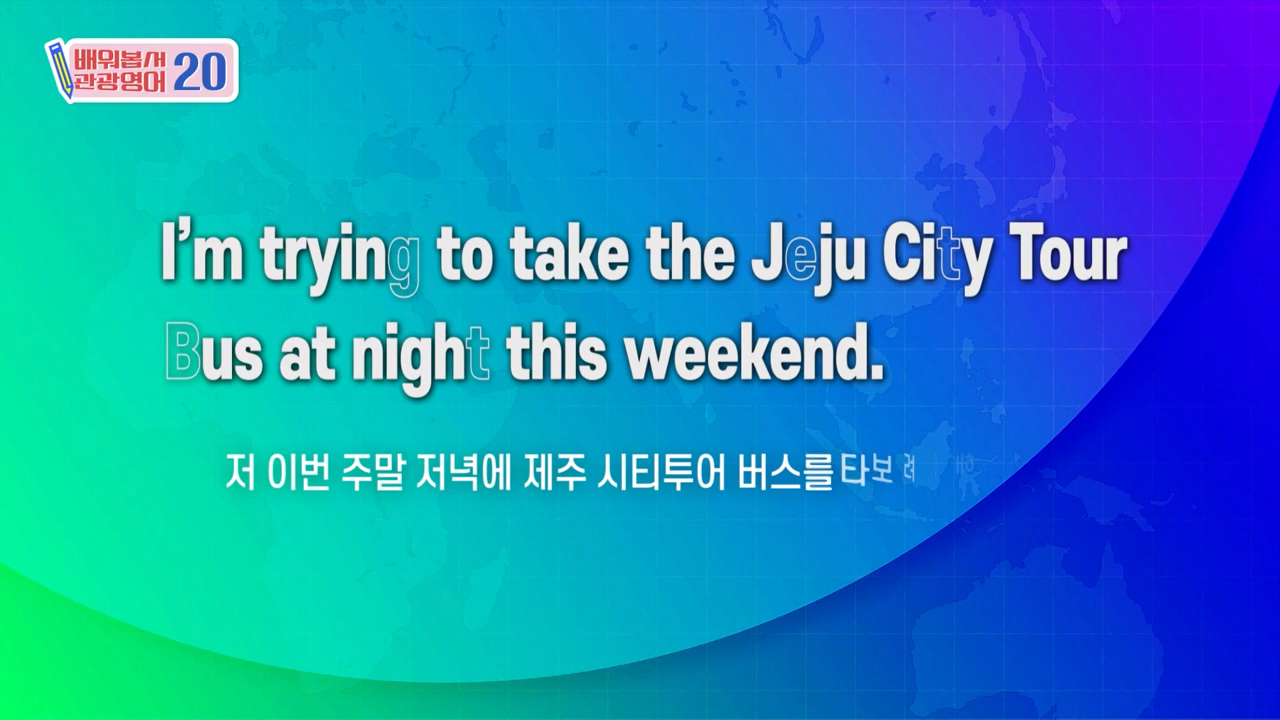 배워봅서
관광영어 20
I'm trying to take the Jeju City Tour
Bus at night this weekend.
저 이번 주말 저녁에 제주 시티투어 버스를 타보려